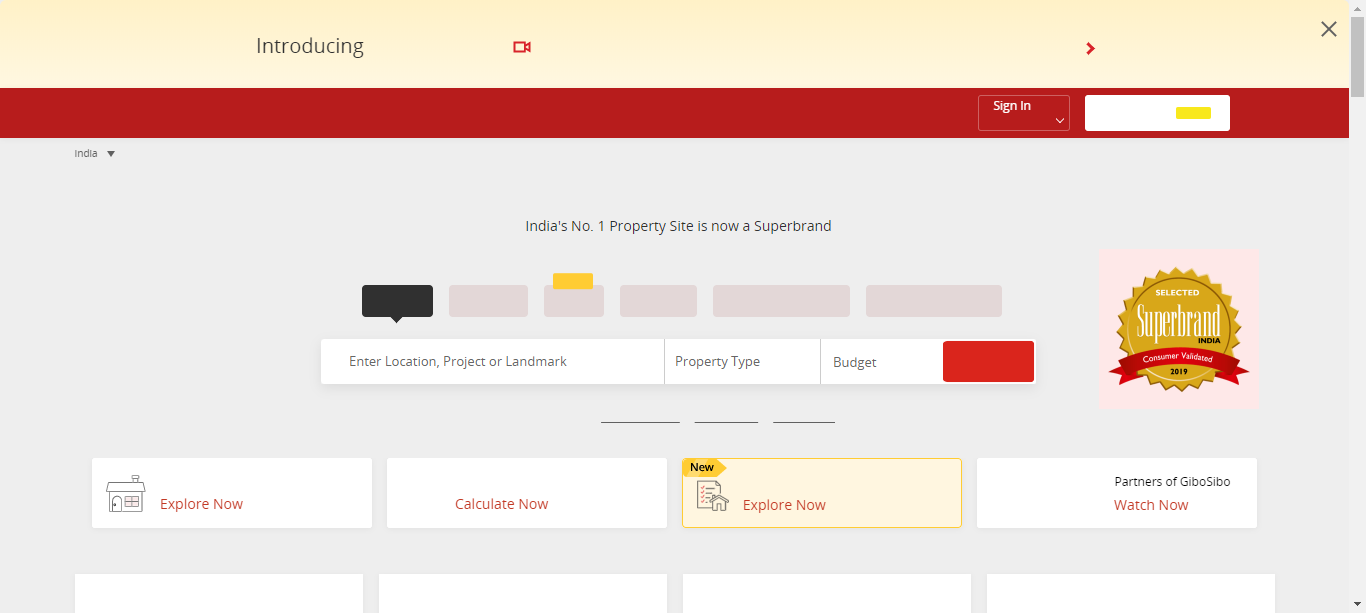 Introducing
Sign In
India
India's No. 1 Property Site is now a Superbrand
SELECTED
Superbrand
INDIA
Consumer Validated
2019
Enter Location, Project or Landmark
Property Type
Budget
Explore Now
Calculate Now
New
Explore Now
Partners of GiboSibo
Watch Now